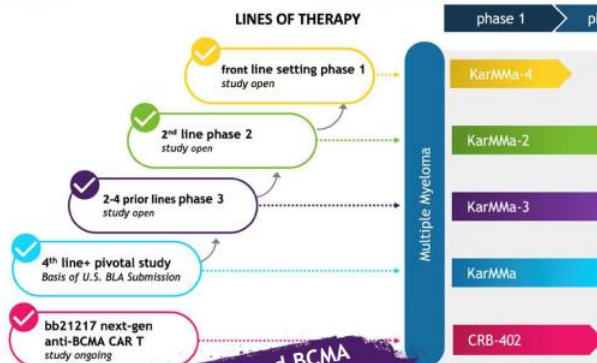 LINES OF THERAPY
phase 1
front line setting phase 1
study open
KarMMa-4
2nd line phase 2
study open
KarMMa-2
2-4 prior lines phase 3
study open
KarMMa-3
Multiple Myeloma
4th line+ pivotal study
Basis of U.S. BLA Submission
KarMMa
bb21217 next-gen
anti-BCMA CAR T
study ongoing
CRB-402
BCMA